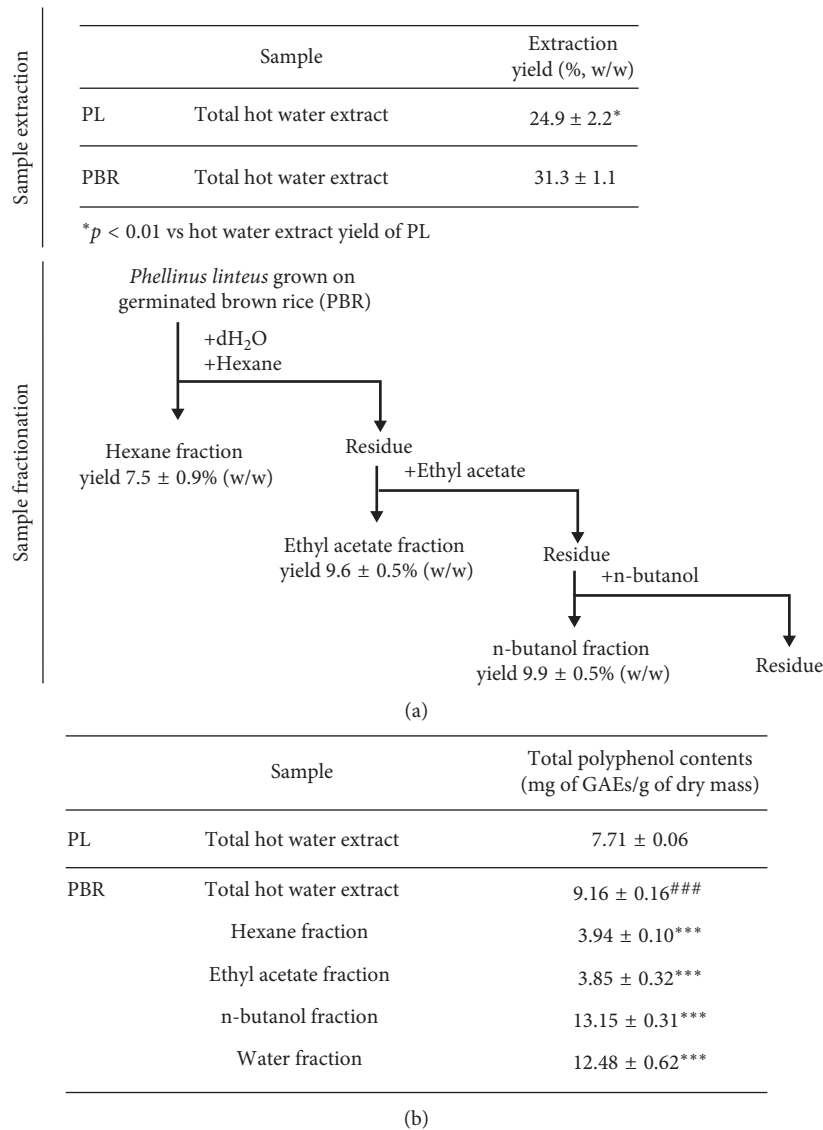 Sample extraction
Sample
Extraction
yield (%, w/w)
PL Total hot water extract 24.9 ± 2.2*
PBR Total hot water extract 31.3 ± 1.1
*p < 0.01 vs hot water extract yield of PL
Sample fractionation
Phellinus linteus grown on
germinated brown rice (PBR)
+dH₂O
+Hexane
Hexane fraction
yield 7.5 ± 0.9% (w/w)
Residue
+Ethyl acetate
Ethyl acetate fraction
yield 9.6 ± 0.5% (w/w)
Residue
+n-butanol
n-butanol fraction
yield 9.9 ± 0.5% (w/w)
Residue
(a)
Sample
Total polyphenol contents
(mg of GAEs/g of dry mass)
PL Total hot water extract 7.71 ± 0.06
PBR Total hot water extract 9.16 ± 0.16###
Hexane fraction 3.94 ± 0.10***
Ethyl acetate fraction 3.85 ± 0.32***
n-butanol fraction 13.15 ± 0.31***
Water fraction 12.48 ± 0.62***
(b)